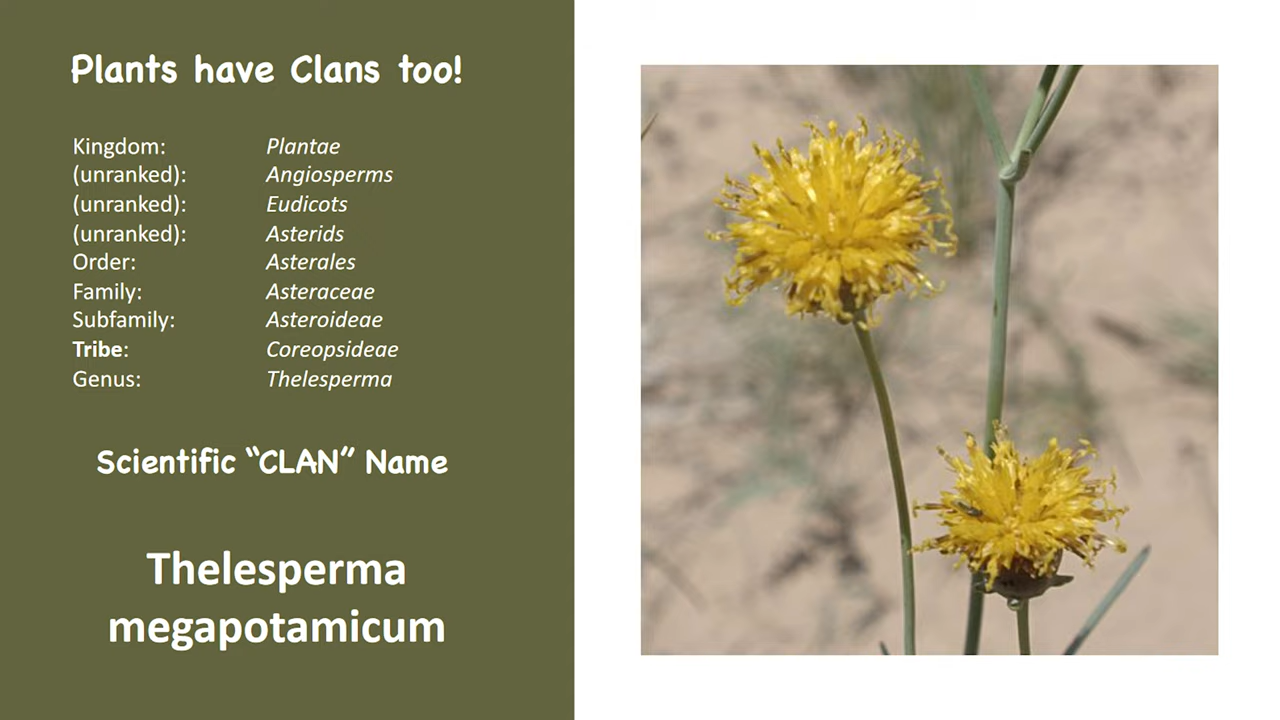 Plants have Clans too!
Kingdom: Plantae
(unranked): Angiosperms
(unranked): Eudicots
(unranked): Asterids
Order: Asterales
Family: Asteraceae
Subfamily: Asteroideae
Tribe: Coreopsideae
Genus: Thelesperma
Scientific “CLAN” Name
Thelesperma
megapotamicum